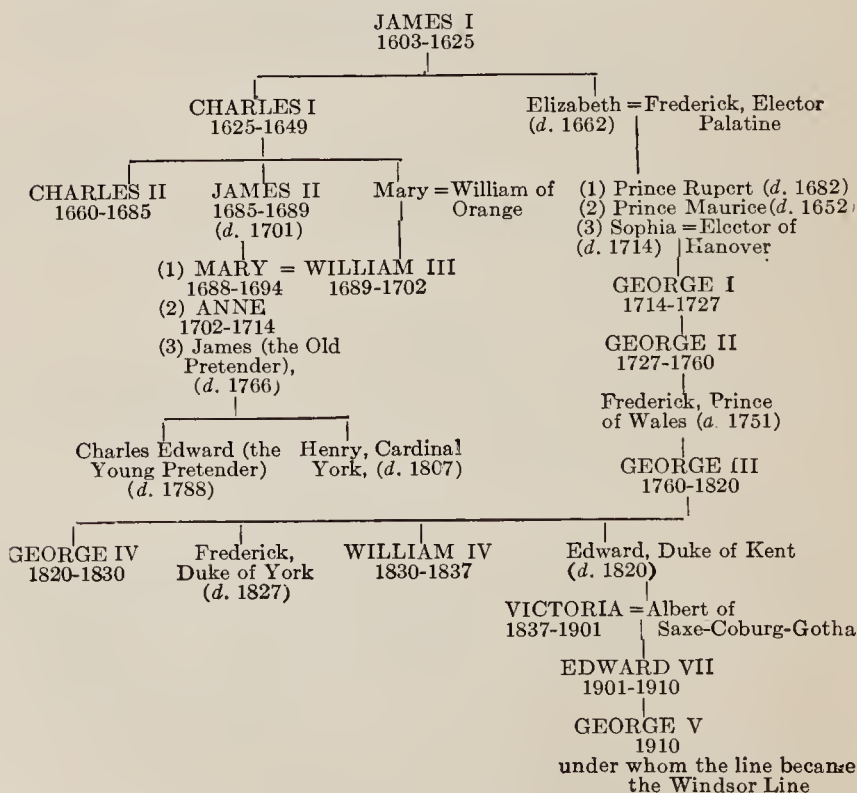 JAMES I
1603-1625
CHARLES I
1625-1649
Elizabeth = Frederick, Elector
(d. 1662) Palatine
CHARLES II
1660-1685
JAMES II
1685-1689
(d. 1701)
Mary = William of
Orange
(1) Prince Rupert (d. 1682)
(2) Prince Maurice (d. 1652)
(3) Sophia = Elector of
(d. 1714) Hanover
(1) MARY = WILLIAM III
1688-1694 1689-1702
(2) ANNE
1702-1714
(3) James (the Old
Pretender),
(d. 1766)
GEORGE I
1714-1727
GEORGE II
1727-1760
Frederick, Prince
of Wales (a. 1751)
Charles Edward (the
Young Pretender)
(d. 1788)
Henry, Cardinal
York, (d. 1807)
GEORGE III
1760-1820
GEORGE IV
1820-1830
Frederick,
Duke of York
(d. 1827)
WILLIAM IV
1830-1837
Edward, Duke of Kent
(d. 1820)
VICTORIA = Albert of
1837-1901 Saxe-Coburg-Gotha
EDWARD VII
1901-1910
GEORGE V
1910
under whom the line became
the Windsor Line